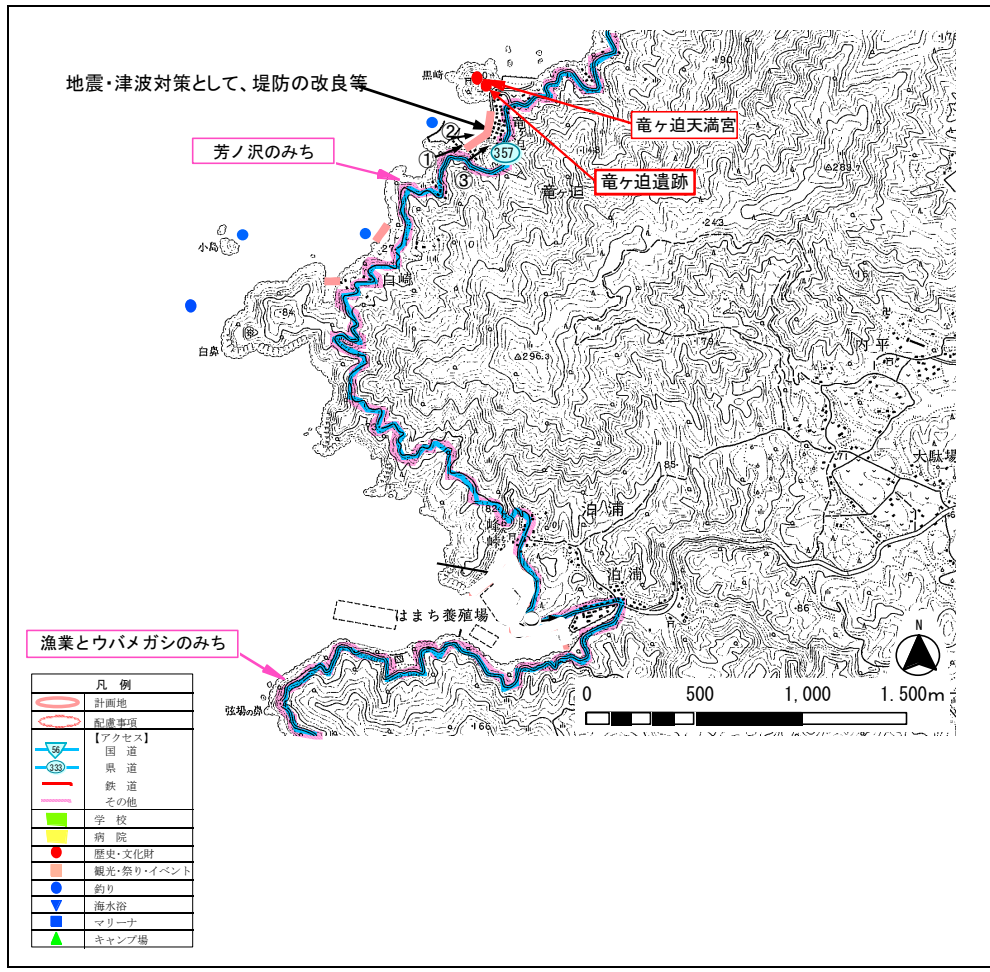 地震・津波対策として、堤防の改良等
黒崎
竜ヶ迫天満宮
竜ヶ迫遺跡
芳ノ沢のみち
①
②
③
357
竜ヶ迫
・190
・148
△289.
・243
小島
27
白崎
・84
白鼻
△296.3
・179
内平
大駄場
85
82
泊浦
泊浦
・86
はまち養殖場
漁業とウバメガシのみち
弦場の鼻
・166
N
0 500 1,000 1,500m
凡 例
計画地
配慮事項
【アクセス】
56 国 道
333 県 道
鉄 道
その他
学 校
病 院
歴史・文化財
観光・祭り・イベント
釣り
海水浴
マリーナ
キャンプ場